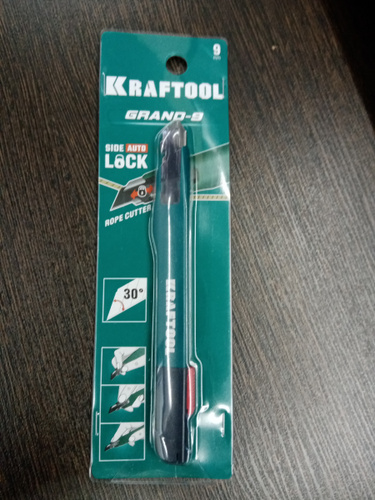 9
mm
KRAFTOOL
GRAND-9
SIDE AUTO
LOCK
ROPE CUTTER
30°
KRAFTOOL